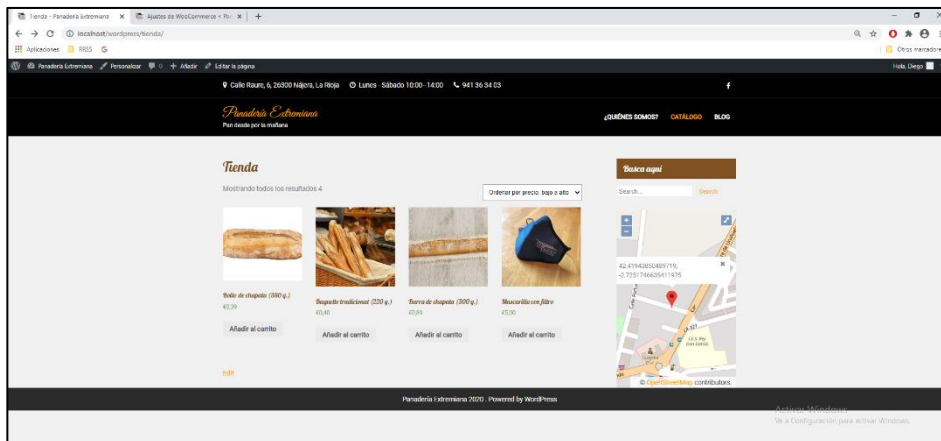 Tienda - Panadería Extremiana
Ajustes de WooCommerce < Pan
localhost/wordpress/tienda/
Aplicaciones
RRSS
Otros marcadores
Panadería Extremiana
Personalizar
0
Añadir
Editar la página
Hola, Diego
Calle Raure, 6, 26300 Nájera, La Rioja
Lunes - Sábado 10:00--14:00
941 36 34 03
Panadería Extremiana
Pan desde por la mañana
¿QUIÉNES SOMOS?
CATÁLOGO
BLOG
Tienda
Mostrando todos los resultados 4
Ordenar por precio: bajo a alto
Busca aquí
Search...
Search
42.41943850489719,
-2.7251746635411975
Bollo de chapata (880 g.)
€0,39
Añadir al carrito
Baguette tradicional (220 g.)
€0,40
Añadir al carrito
Barra de chapata (300 g.)
€0,89
Añadir al carrito
Mascarilla con filtro
€5,00
Añadir al carrito
© OpenStreetMap contributors.
Edit
Panadería Extremiana 2020 . Powered by WordPress
Activar Windows
Ve a Configuración para activar Windows.